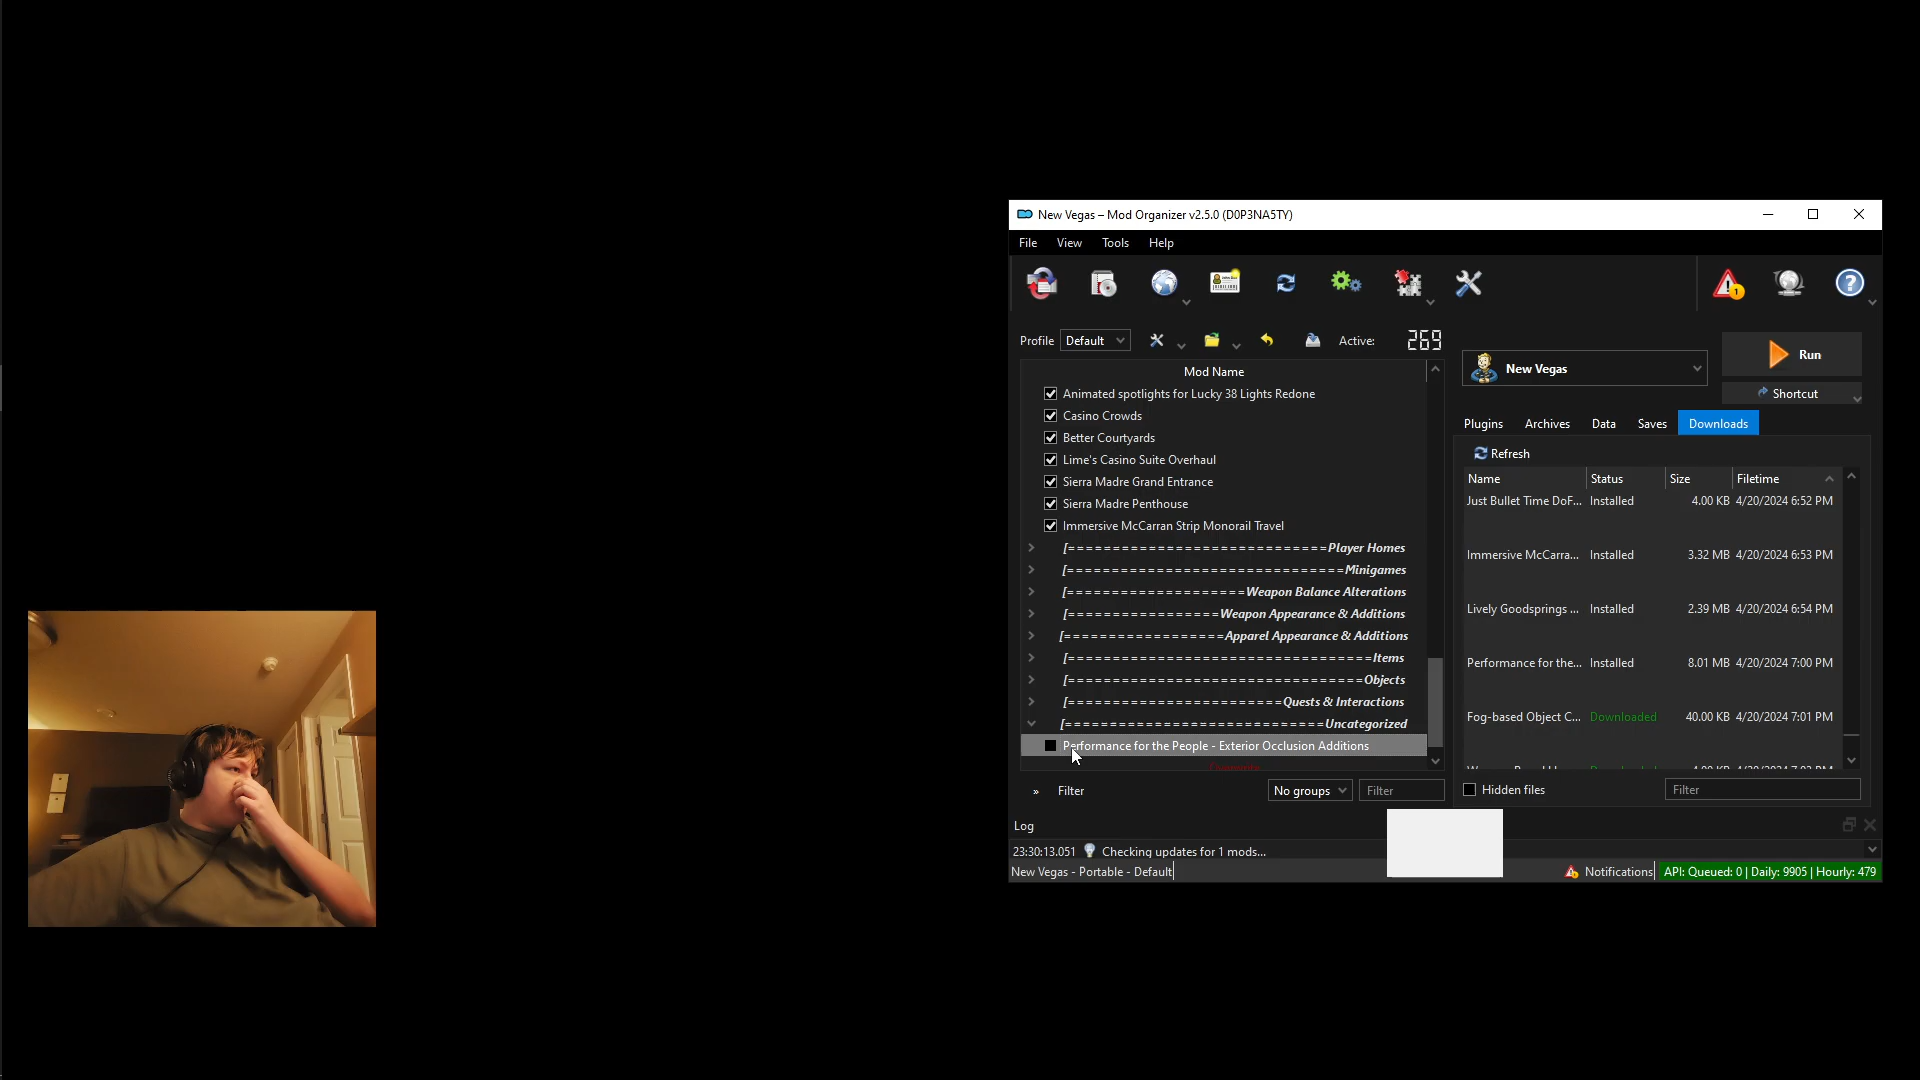 New Vegas – Mod Organizer v2.5.0 (D0P3NA5TY)
File View Tools Help
1
Profile Default Active: 269
Mod Name
Animated spotlights for Lucky 38 Lights Redone
Casino Crowds
Better Courtyards
Lime's Casino Suite Overhaul
Sierra Madre Grand Entrance
Sierra Madre Penthouse
Immersive McCarran Strip Monorail Travel
[=============================Player Homes
[===============================Minigames
[====================Weapon Balance Alterations
[=================Weapon Appearance & Additions
[==================Apparel Appearance & Additions
[==================================Items
[=================================Objects
[========================Quests & Interactions
[=============================Uncategorized
Performance for the People - Exterior Occlusion Additions
Overwrite
» Filter No groups Filter
New Vegas
Run
Shortcut
Plugins Archives Data Saves Downloads
Refresh
Name Status Size Filetime
Just Bullet Time DoF... Installed 4.00 KB 4/20/2024 6:52 PM
Immersive McCarra... Installed 3.32 MB 4/20/2024 6:53 PM
Lively Goodsprings ... Installed 2.39 MB 4/20/2024 6:54 PM
Performance for the... Installed 8.01 MB 4/20/2024 7:00 PM
Fog-based Object C... Downloaded 40.00 KB 4/20/2024 7:01 PM
Hidden files Filter
Log
23:30:13.051 Checking updates for 1 mods...
New Vegas - Portable - Default Notifications API: Queued: 0 | Daily: 9905 | Hourly: 479